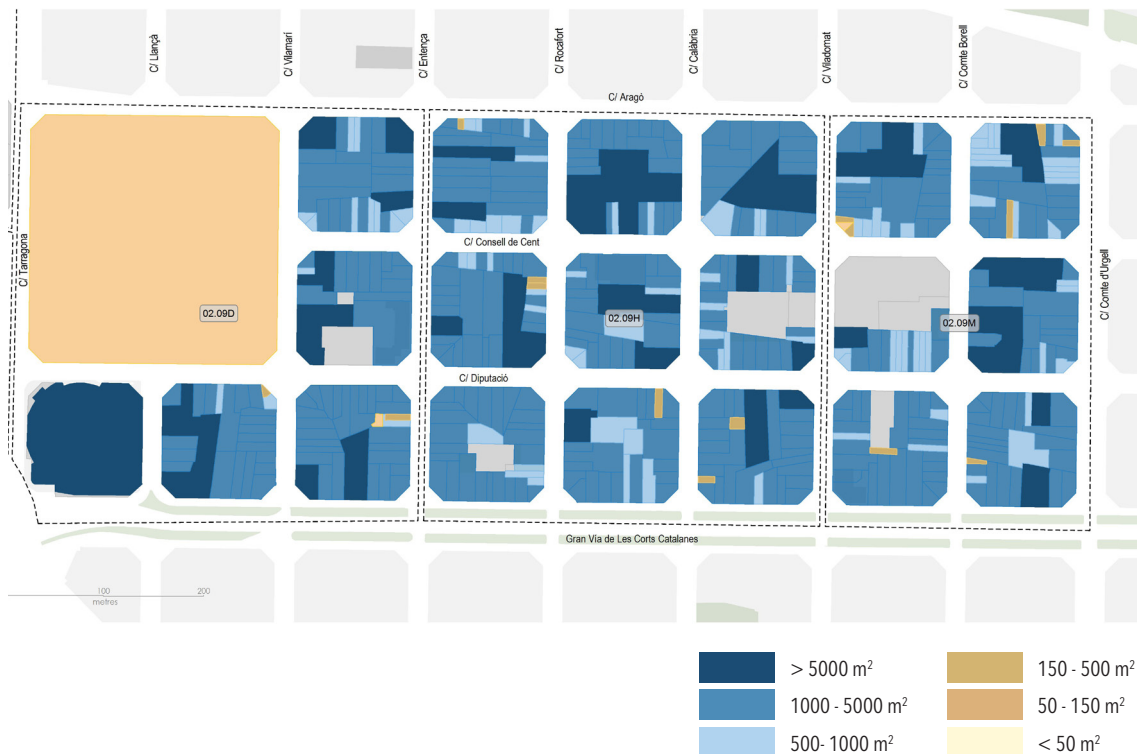 C/ Llançà
C/ Vilamarí
C/ Entença
C/ Rocafort
C/ Calàbria
C/ Viladomat
C/ Comte Borell
C/ Aragó
C/ Consell de Cent
C/ Tarragona
C/ Comte d'Urgell
02.09D
02.09H
02.09M
C/ Diputació
Gran Via de Les Corts Catalanes
100
200
metres
> 5000 m²
1000 - 5000 m²
500- 1000 m²
150 - 500 m²
50 - 150 m²
< 50 m²